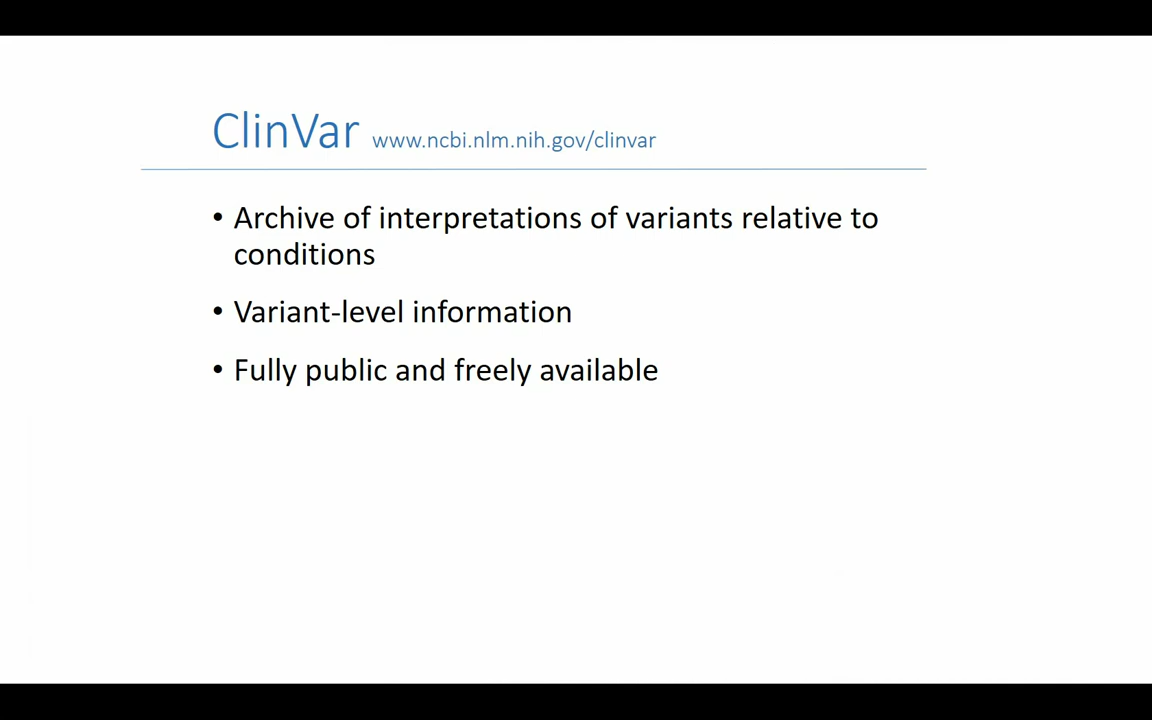 ClinVar www.ncbi.nlm.nih.gov/clinvar
• Archive of interpretations of variants relative to
conditions
• Variant-level information
• Fully public and freely available